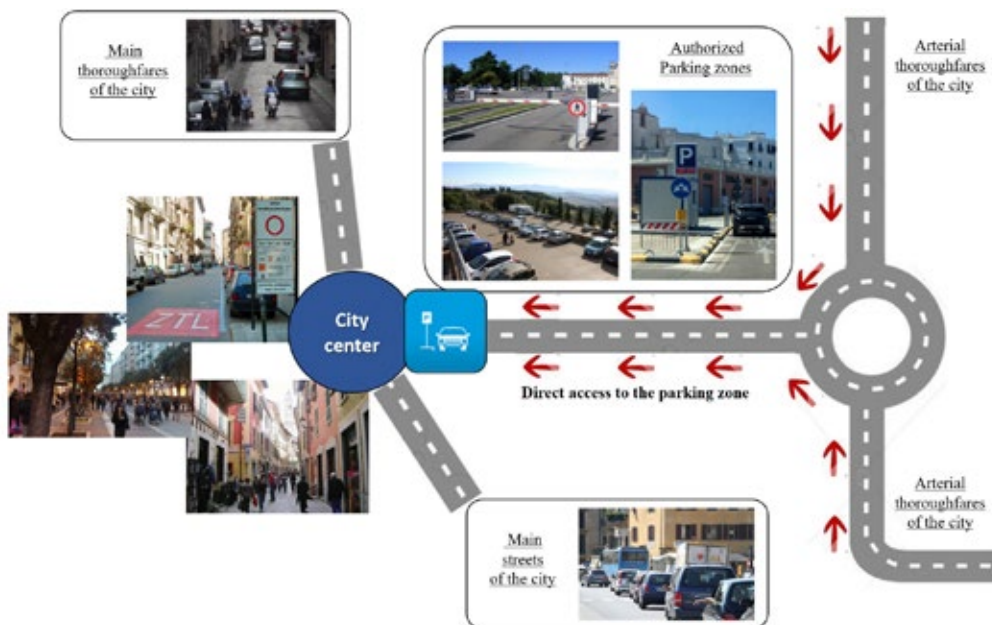 Main
thoroughfares
of the city
Authorized
Parking zones
Arterial
thoroughfares
of the city
ZTL
City
center
P
P
Direct access to the parking zone
Main
streets
of the city
Arterial
thoroughfares
of the city